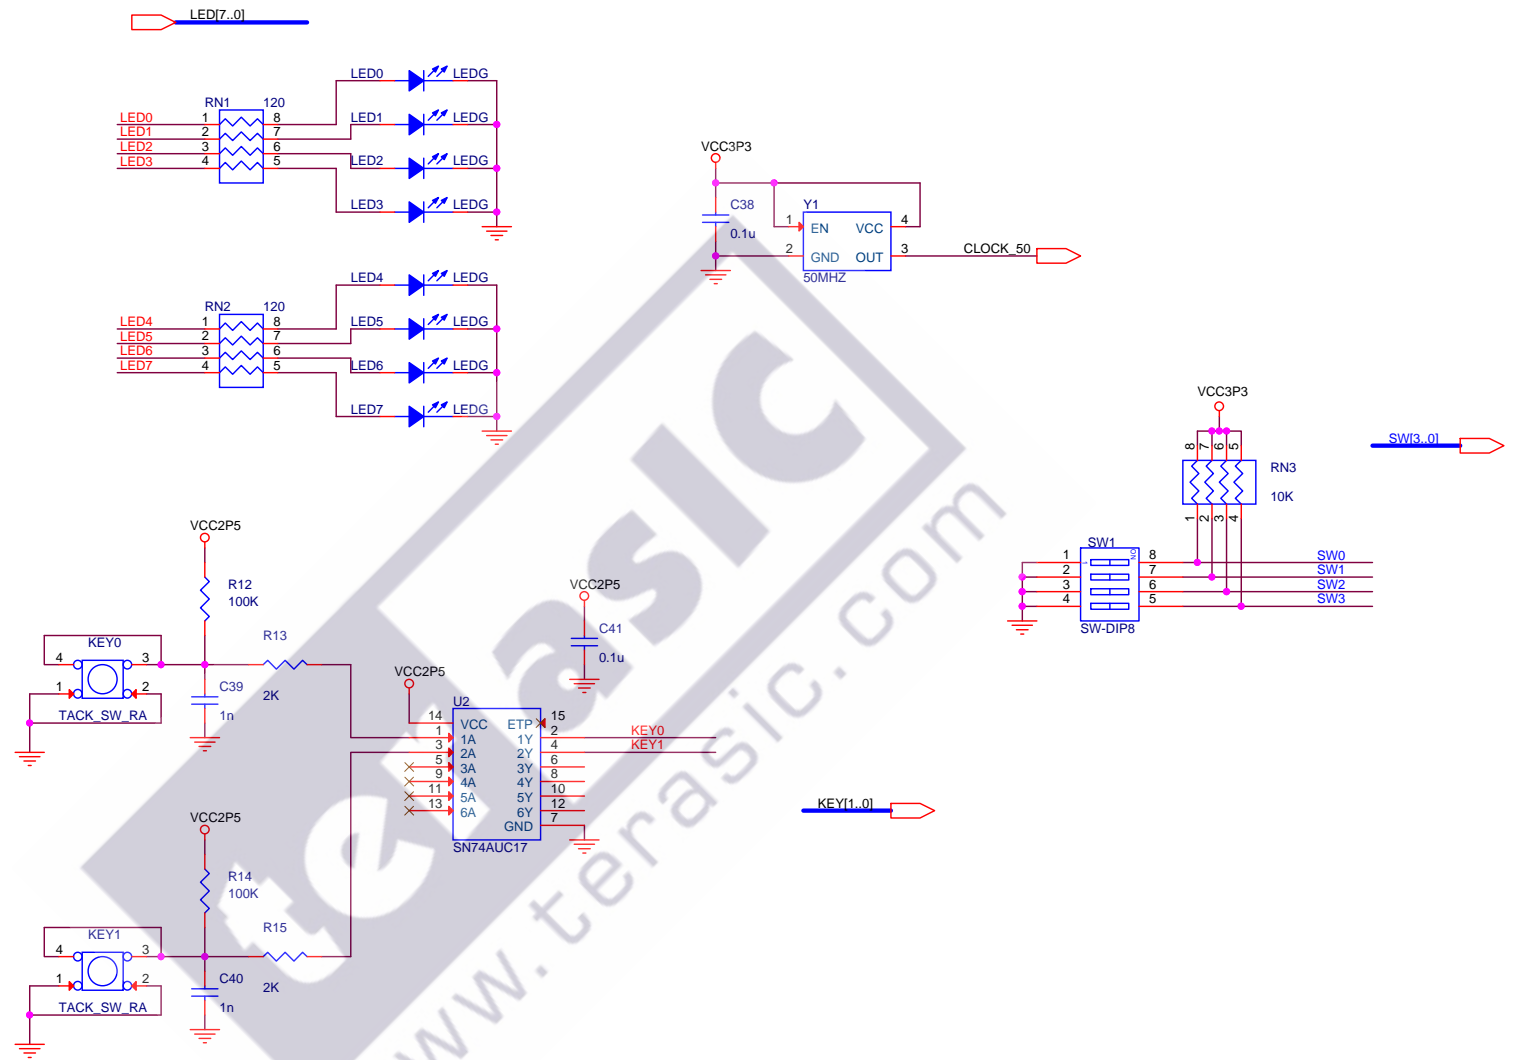 LED[7..0]
RN1 120
LED0 1 8
LED1 2 7
LED2 3 6
LED3 4 5
LED0 LEDG
LED1 LEDG
LED2 LEDG
LED3 LEDG
RN2 120
LED4 1 8
LED5 2 7
LED6 3 6
LED7 4 5
LED4 LEDG
LED5 LEDG
LED6 LEDG
LED7 LEDG
VCC3P3
C38
0.1u
Y1
1 EN VCC 4
2 GND OUT 3
50MHZ
CLOCK_50
VCC3P3
8 7 6 5
RN3
10K
1 2 3 4
SW[3..0]
SW1
ON
1 8 SW0
2 7 SW1
3 6 SW2
4 5 SW3
SW-DIP8
VCC2P5
R12
100K
KEY0
4 3
1 2
TACK_SW_RA
R13
2K
C39
1n
VCC2P5
C41
0.1u
VCC2P5
U2
14 VCC ETP 15
1 1A 1Y 2 KEY0
3 2A 2Y 4 KEY1
5 3A 3Y 6
9 4A 4Y 8
11 5A 5Y 10
13 6A 6Y 12
GND 7
SN74AUC17
KEY[1..0]
VCC2P5
R14
100K
KEY1
4 3
1 2
TACK_SW_RA
R15
2K
C40
1n
terasic
www.terasic.com